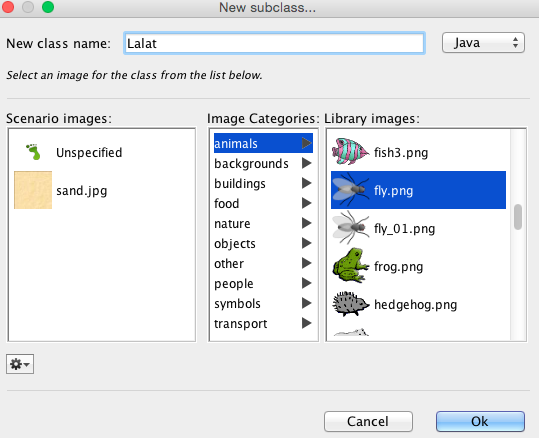 New subclass...
New class name: Lalat Java
Select an image for the class from the list below.
Scenario images:
Unspecified
sand.jpg
Image Categories:
animals
backgrounds
buildings
food
nature
objects
other
people
symbols
transport
Library images:
fish3.png
fly.png
fly_01.png
frog.png
hedgehog.png
Cancel Ok